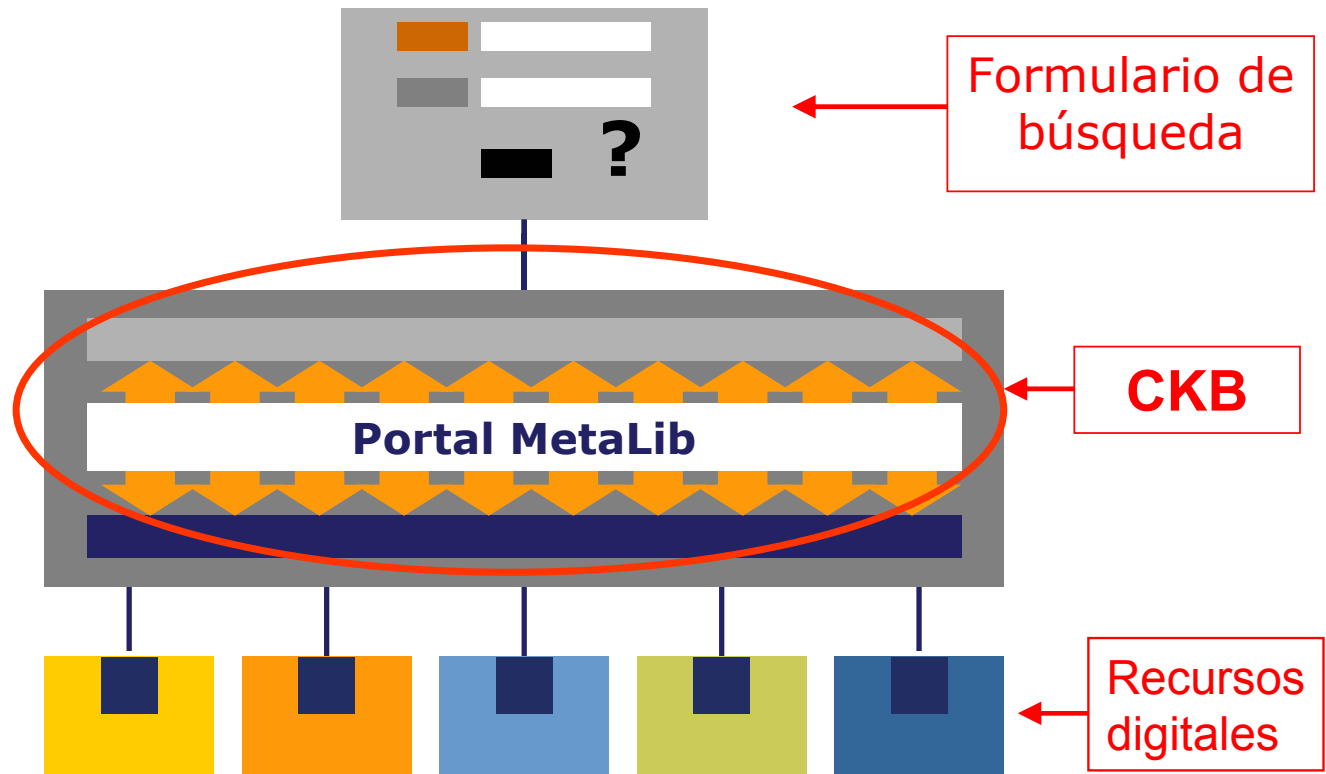 ?
Formulario de
búsqueda
CKB
Portal MetaLib
Recursos
digitales